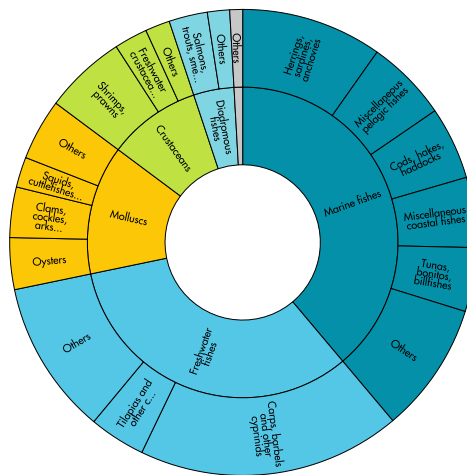 Herrings,
sardines,
anchovies
Miscellaneous
pelagic fishes
Cods, hakes,
haddocks
Miscellaneous
coastal fishes
Tunas,
bonitos,
billfishes
Others
Marine fishes
Carps, barbels
and other
cyprinids
Tilapias and
other c...
Others
Freshwater
fishes
Oysters
Clams,
cockles,
arks...
Squids,
cuttlefishes...
Others
Molluscs
Shrimps,
prawns
Freshwater
crustacea...
Others
Crustaceans
Salmons,
trouts, sme...
Others
Diadromous
fishes
Others